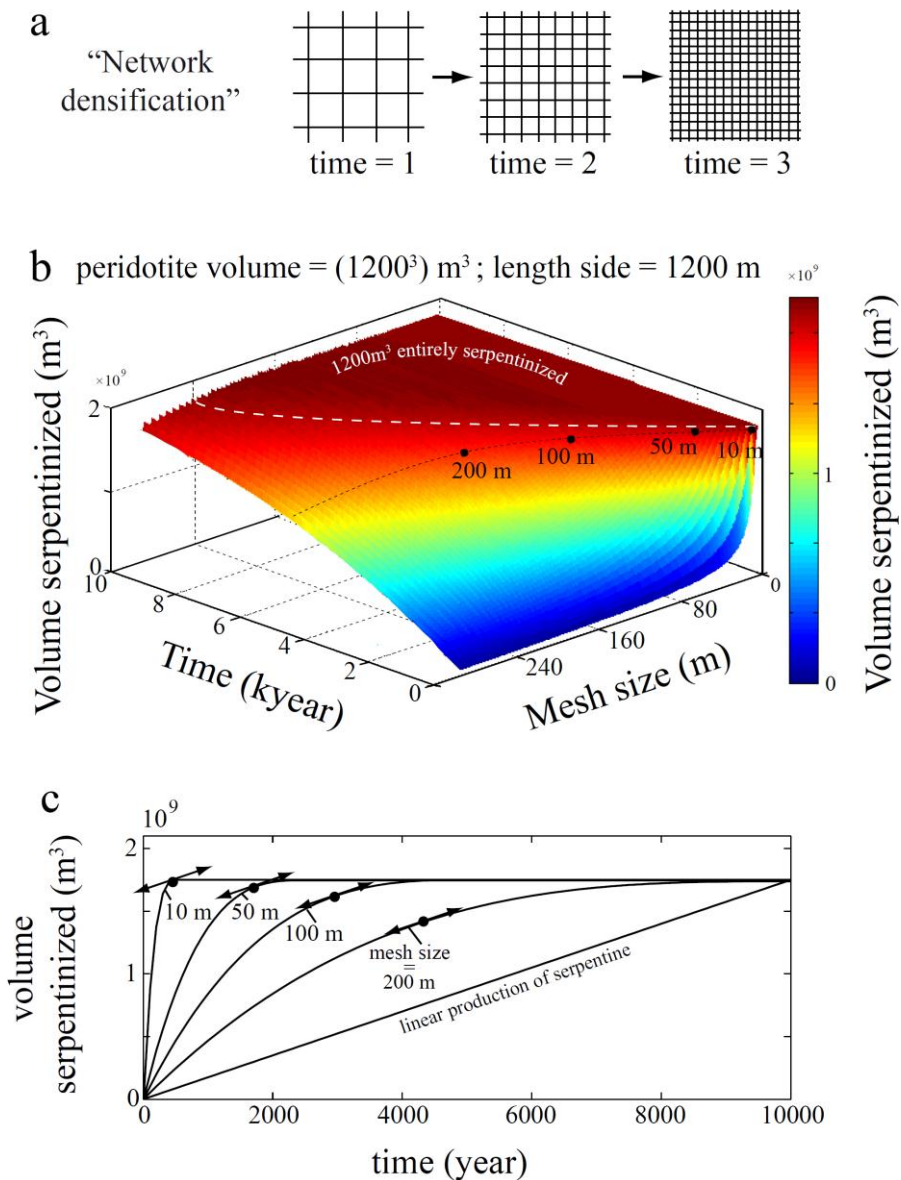 a
“Network
densification”
time = 1
time = 2
time = 3
b
peridotite volume = (1200³) m³ ; length side = 1200 m
×10⁹
Volume serpentinized (m³)
×10⁹
2
0
1200m³ entirely serpentinized
200 m
100 m
50 m
10 m
10
8
6
4
2
0
Time (kyear)
240
160
80
0
Mesh size (m)
1
0
Volume serpentinized (m³)
c
10⁹
volume
serpentinized (m³)
2
1
0
10 m
50 m
100 m
mesh size
=
200 m
linear production of serpentine
0
2000
4000
6000
8000
10000
time (year)